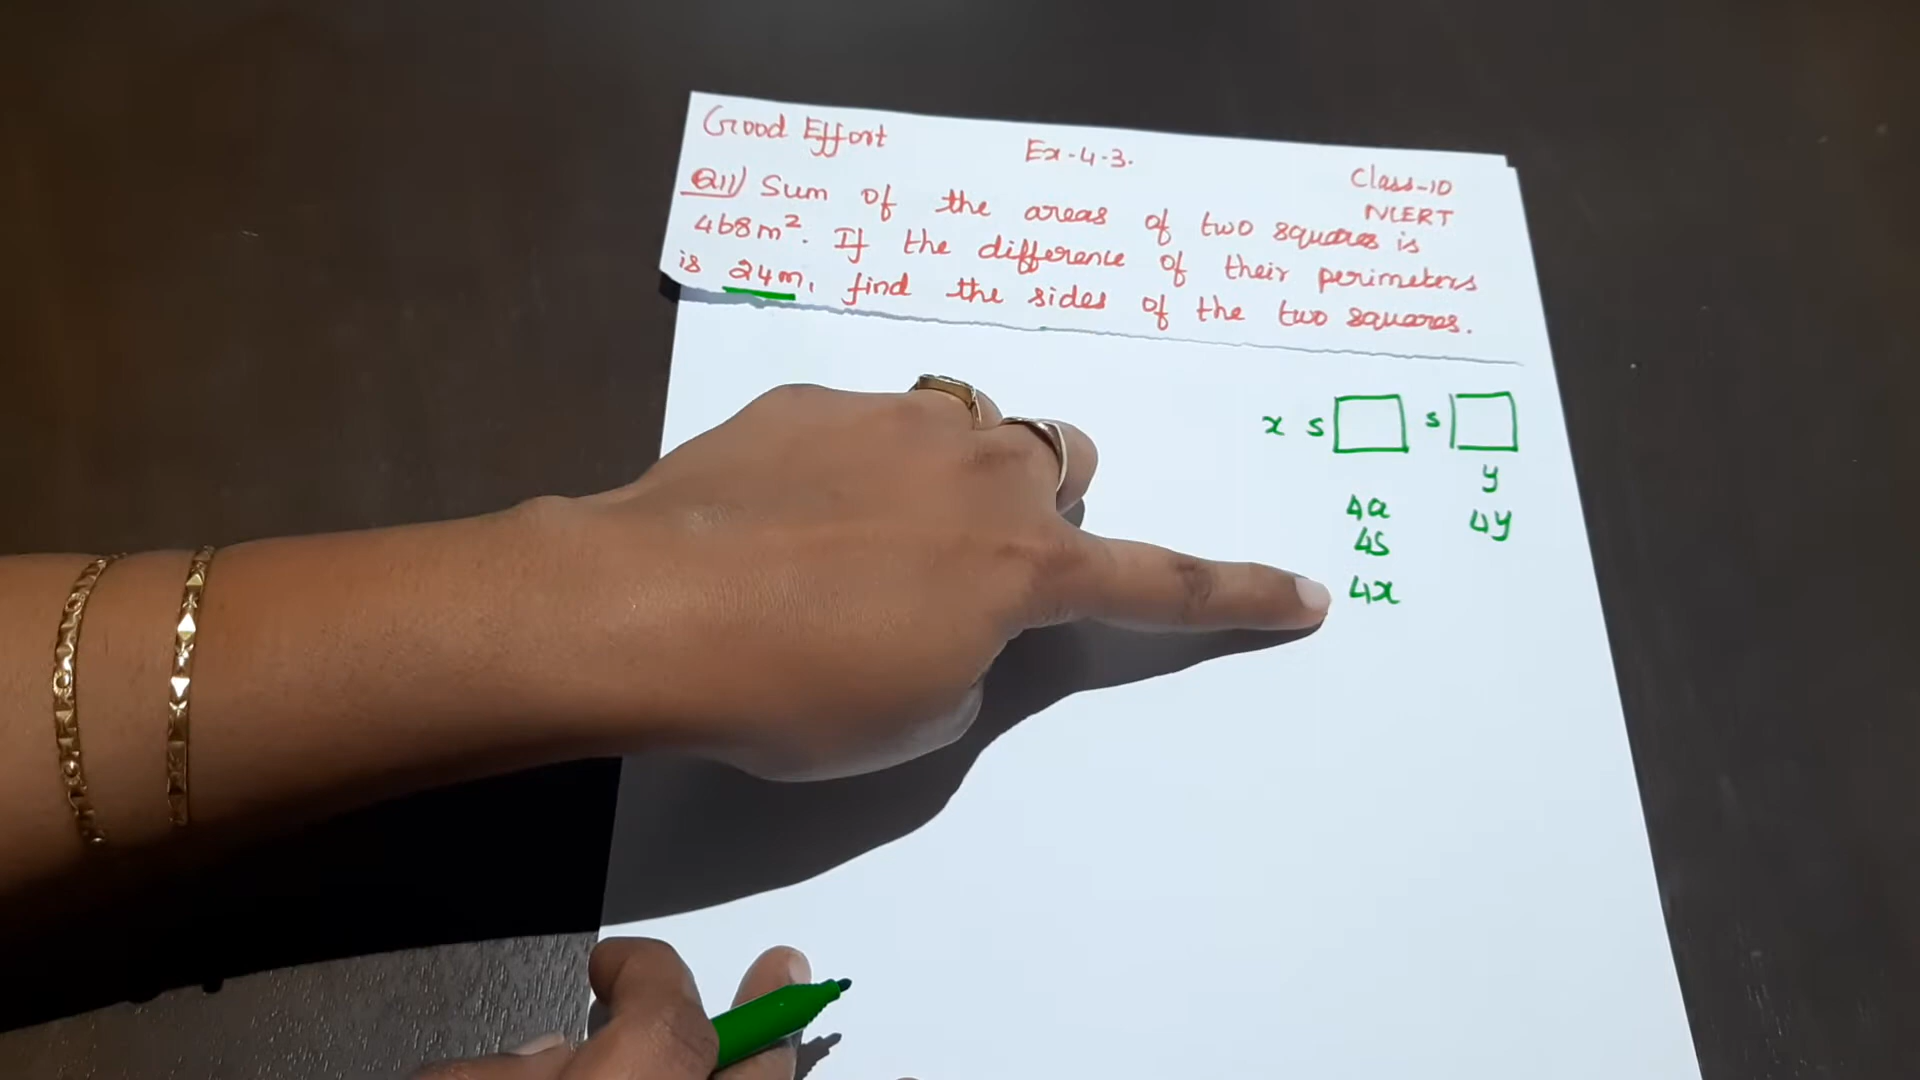 Good Effort
Ex-4-3.
Class-10
NCERT
Q11) Sum of the areas of two squares is
468m². If the difference of their perimeters
is 24m, find the sides of the two squares.
x s s
y
4a 4y
4s
4x